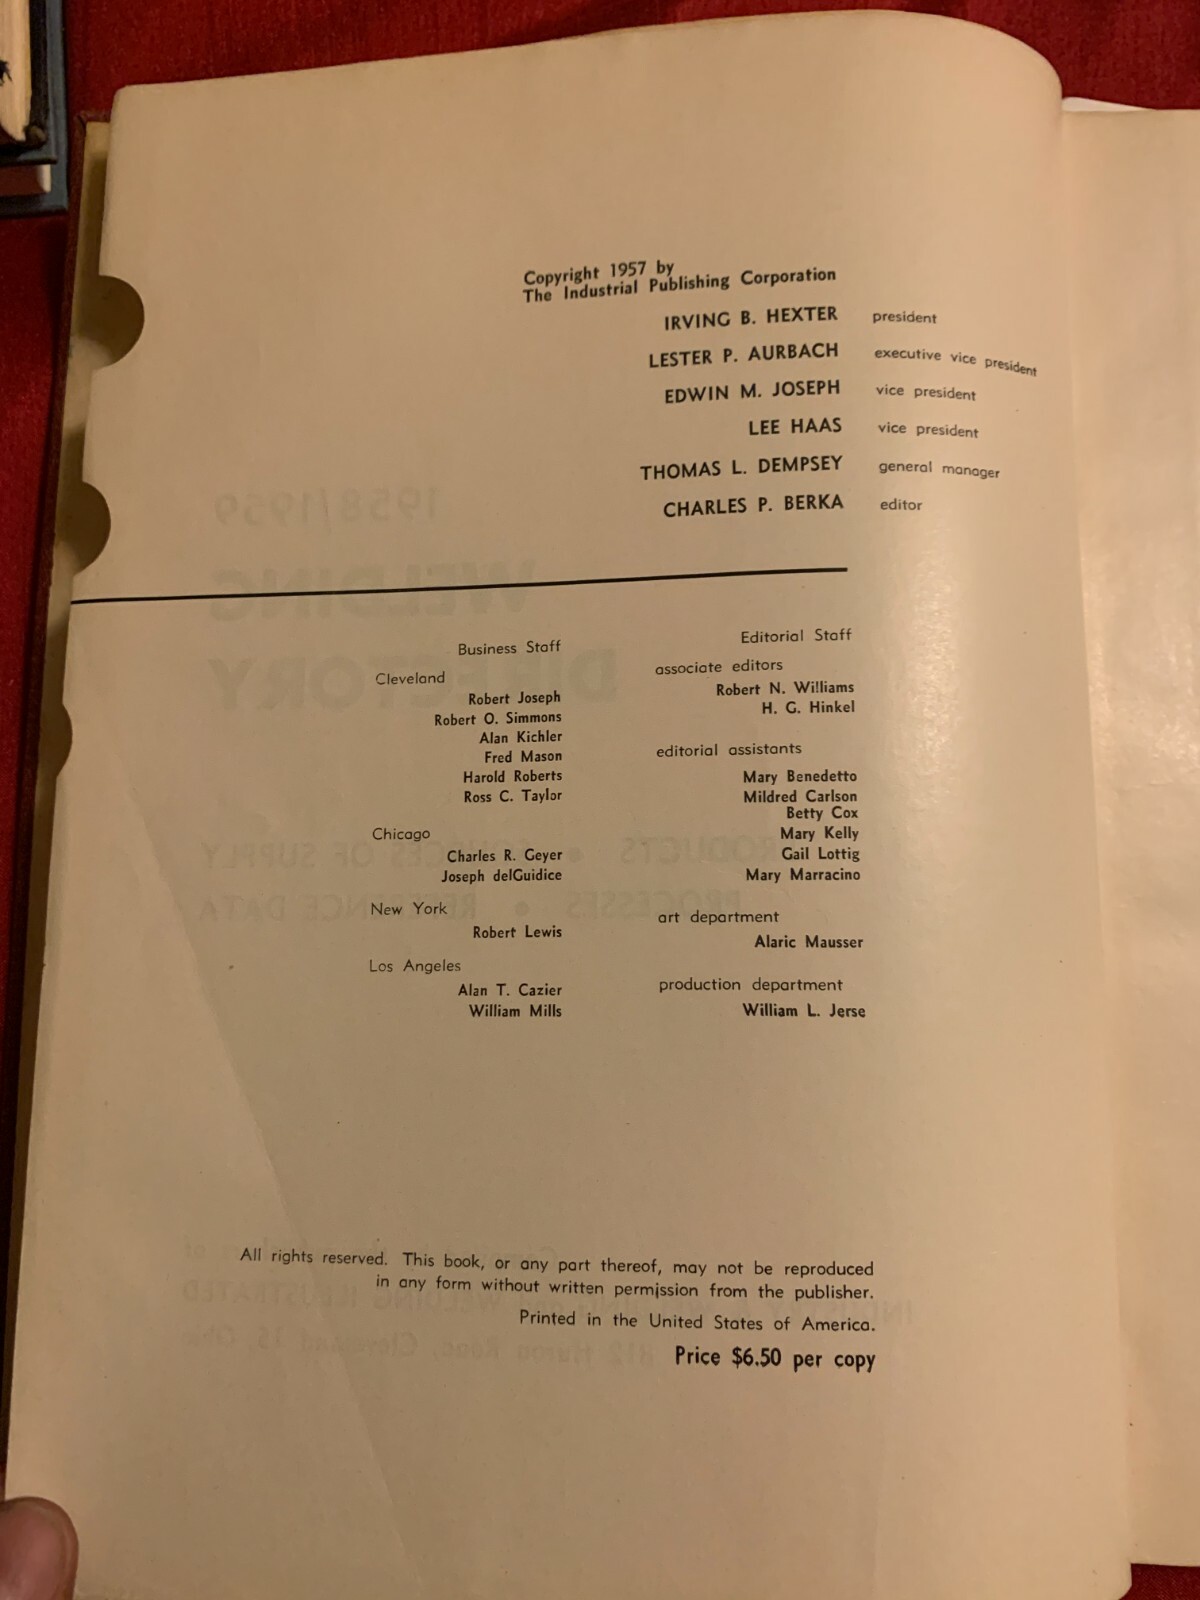 Copyright 1957 by
The Industrial Publishing Corporation
IRVING B. HEXTER president
LESTER P. AURBACH executive vice president
EDWIN M. JOSEPH vice president
LEE HAAS vice president
THOMAS L. DEMPSEY general manager
CHARLES P. BERKA editor
Business Staff
Cleveland
Robert Joseph
Robert O. Simmons
Alan Kichler
Fred Mason
Harold Roberts
Ross C. Taylor
Chicago
Charles R. Geyer
Joseph delGuidice
New York
Robert Lewis
Los Angeles
Alan T. Cazier
William Mills
Editorial Staff
associate editors
Robert N. Williams
H. G. Hinkel
editorial assistants
Mary Benedetto
Mildred Carlson
Betty Cox
Mary Kelly
Gail Lottig
Mary Marracino
art department
Alaric Mausser
production department
William L. Jerse
All rights reserved. This book, or any part thereof, may not be reproduced
in any form without written permission from the publisher.
Printed in the United States of America.
Price $6.50 per copy
1958/1959
WELDING
DIRECTORY